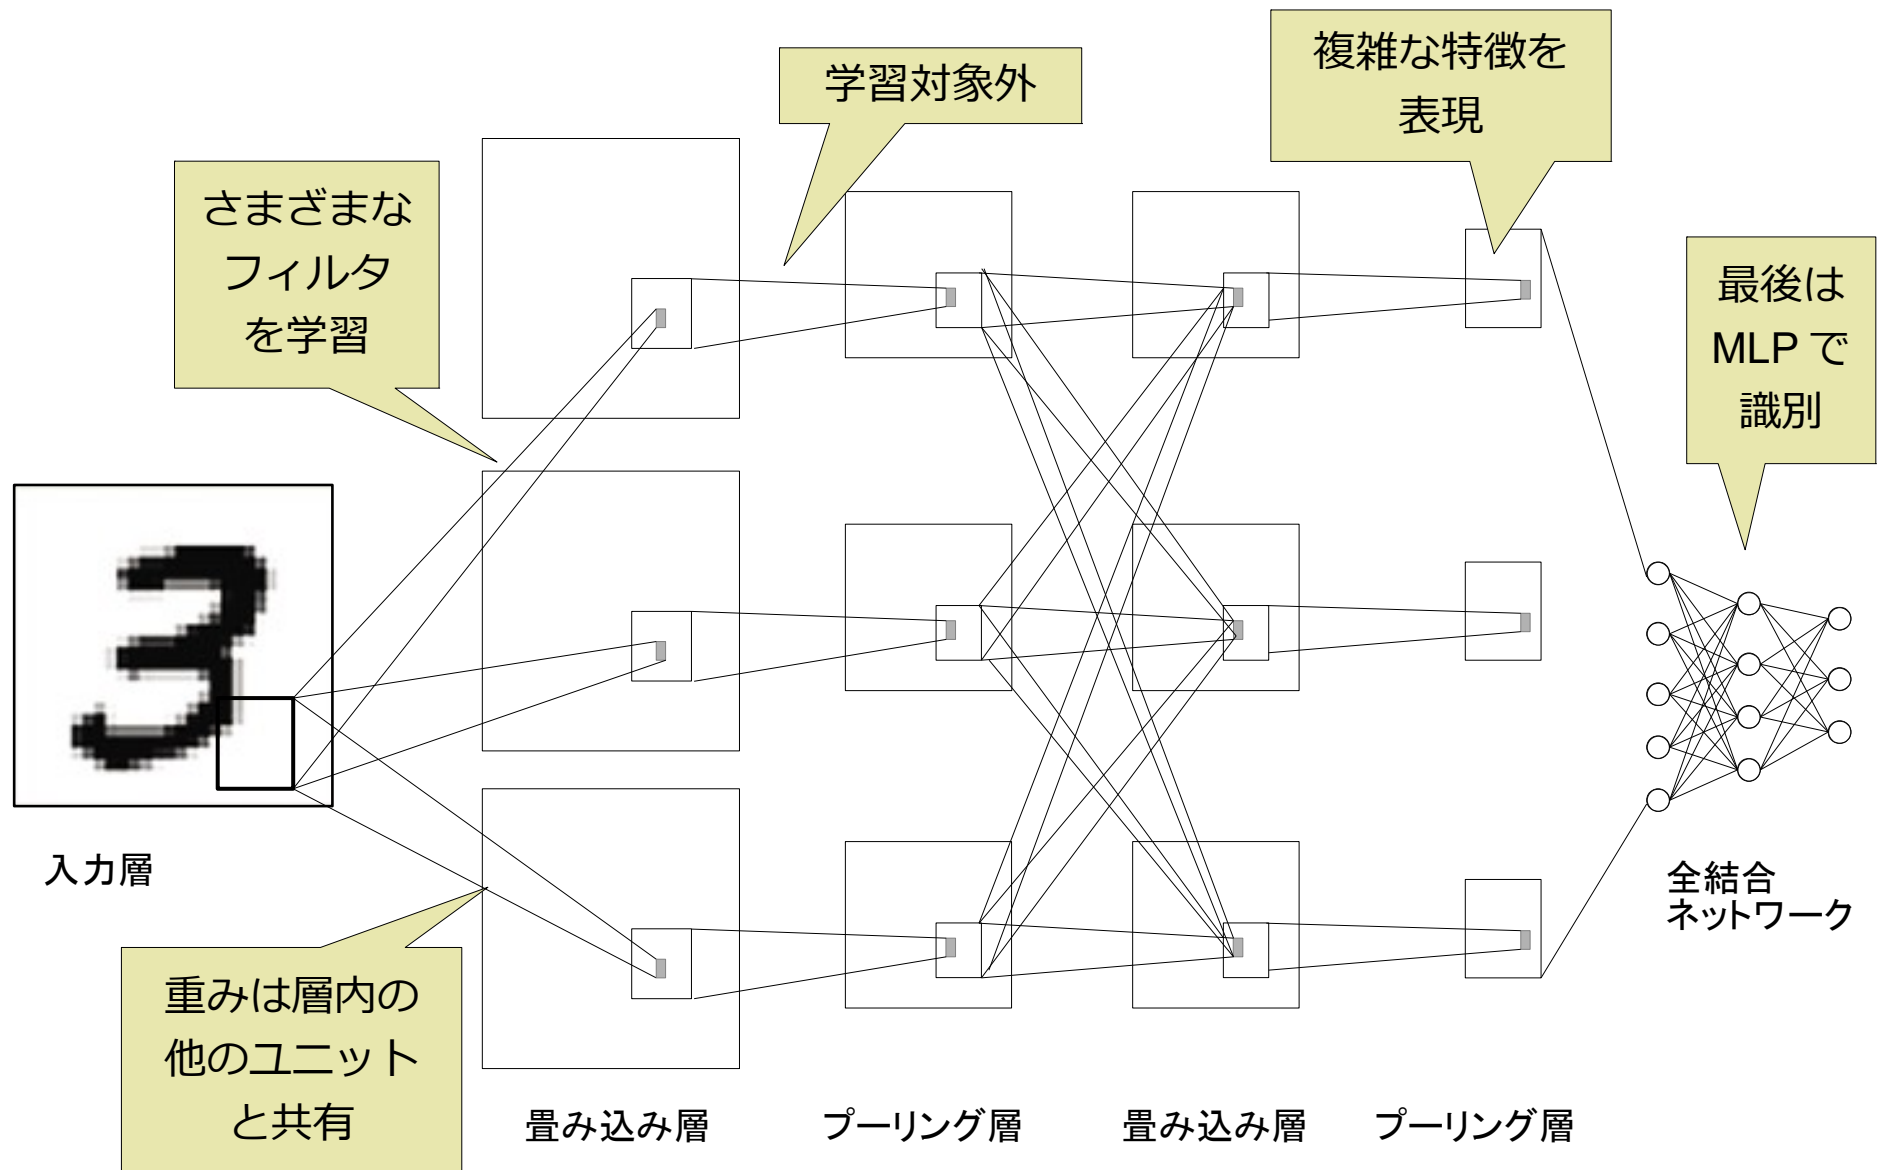 学習対象外
複雑な特徴を
表現
さまざまな
フィルタ
を学習
最後は
MLP で
識別
3
入力層
全結合
ネットワーク
重みは層内の
他のユニット
と共有
畳み込み層
プーリング層
畳み込み層
プーリング層